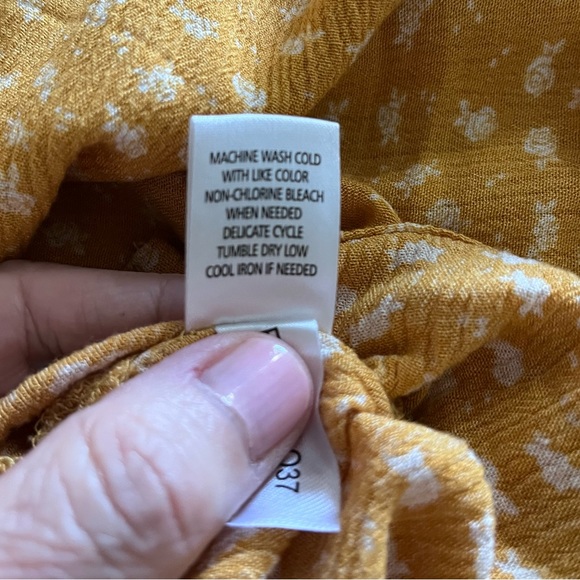 MACHINE WASH COLD
WITH LIKE COLOR
NON-CHLORINE BLEACH
WHEN NEEDED
DELICATE CYCLE
TUMBLE DRY LOW
COOL IRON IF NEEDED
037